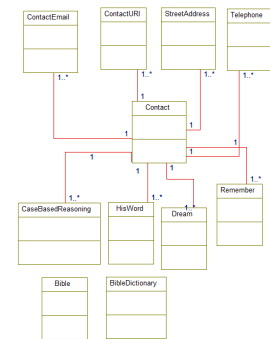 ContactEmail
ContactURI
StreetAddress
Telephone
1..*
1..*
1..*
1..*
1
Contact
1
1
1
1
1
1
1
1..*
1..*
1..*
1..*
CaseBasedReasoning
HisWord
Dream
Remember
Bible
BibleDictionary